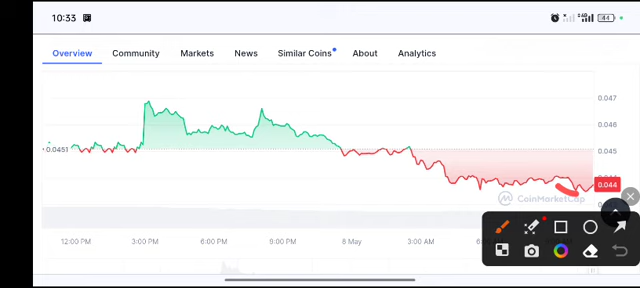 10:33
44
Overview Community Markets News Similar Coins About Analytics
0.047
0.046
0.0451
0.045
0.044
CoinMarketCap
12:00 PM 3:00 PM 6:00 PM 9:00 PM 8 May 3:00 AM